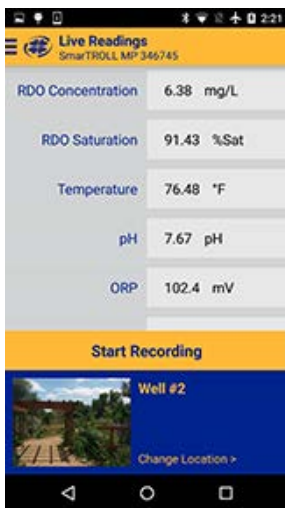 2:21
Live Readings
SmarTROLL MP 346745
RDO Concentration 6.38 mg/L
RDO Saturation 91.43 %Sat
Temperature 76.48 °F
pH 7.67 pH
ORP 102.4 mV
Start Recording
Well #2
Change Location >